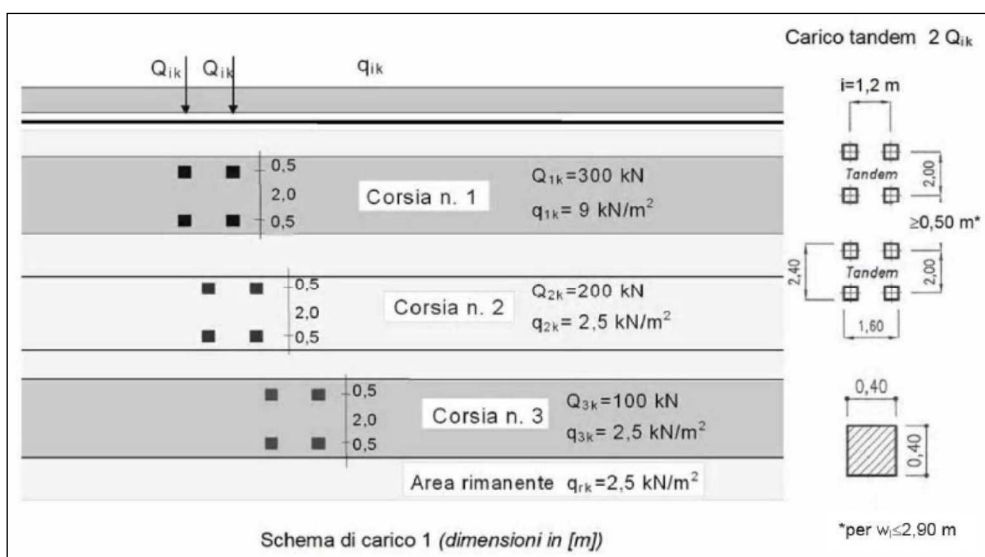 Carico tandem 2 Qik
Qik Qik qik
i=1,2 m
0,5
2,0
0,5
Corsia n. 1
Q1k=300 kN
q1k= 9 kN/m²
Tandem
2,00
≥0,50 m*
0,5
2,0
0,5
Corsia n. 2
Q2k=200 kN
q2k= 2,5 kN/m²
2,40
Tandem
2,00
1,60
0,5
2,0
0,5
Corsia n. 3
Q3k=100 kN
q3k= 2,5 kN/m²
0,40
0,40
Area rimanente qrk=2,5 kN/m²
Schema di carico 1 (dimensioni in [m])
*per wl≤2,90 m